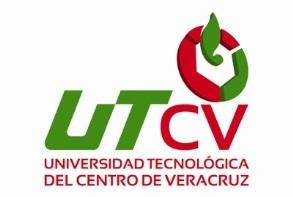 UTCV
UNIVERSIDAD TECNOLÓGICA
DEL CENTRO DE VERACRUZ